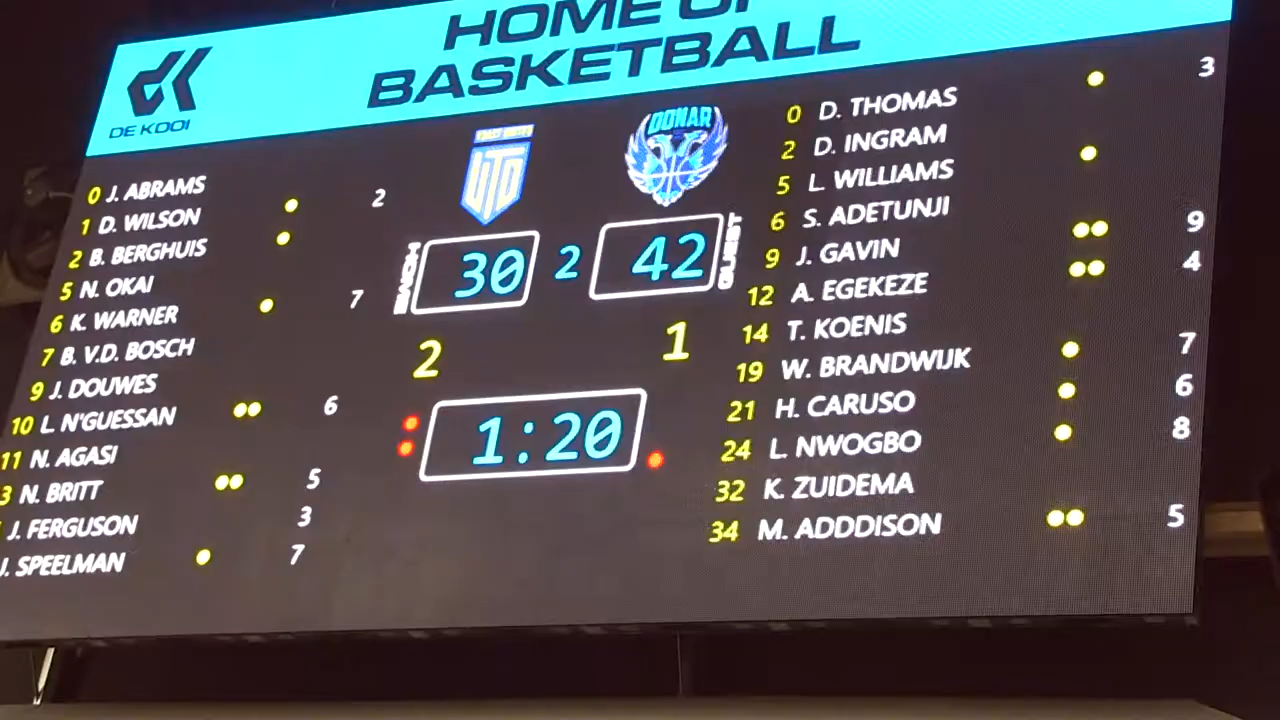 HOME OF
BASKETBALL
DE KOOI
0 J. ABRAMS
1 D. WILSON 2
2 B. BERGHUIS
5 N. OKAI
6 K. WARNER 7
7 B. V.D. BOSCH
9 J. DOUWES
10 L. N'GUESSAN 6
11 N. AGASI
3 N. BRITT 5
J. FERGUSON 3
J. SPEELMAN 7
UTD
DONAR
HOME 30 2 42 GUEST
2 1
1:20
0 D. THOMAS 3
2 D. INGRAM
5 L. WILLIAMS
6 S. ADETUNJI
9 J. GAVIN 9
12 A. EGEKEZE 4
14 T. KOENIS
19 W. BRANDWIJK 7
21 H. CARUSO 6
24 L. NWOGBO 8
32 K. ZUIDEMA
34 M. ADDDISON 5